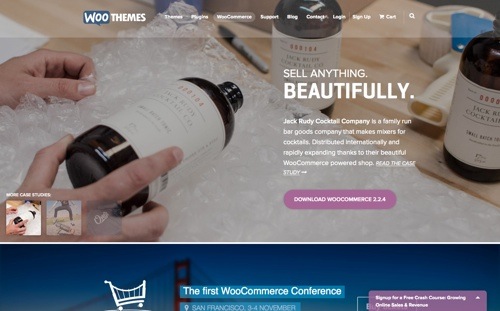 WOO THEMES
Themes Plugins WooCommerce Support Blog Contact Login Sign Up Cart
SELL ANYTHING.
BEAUTIFULLY.
Jack Rudy Cocktail Company is a family run
bar goods company that makes mixers for
cocktails. Distributed internationally and
rapidly expanding thanks to their beautiful
WooCommerce powered shop. READ THE CASE
STUDY
DOWNLOAD WOOCOMMERCE 3.2.4
JACK RUDY
COCKTAIL CO.
MORE CASE STUDIES:
The first WooCommerce Conference
SAN FRANCISCO, 3-4 NOVEMBER
Signup for a Free Crash Course: Growing
Online Sales & Revenue